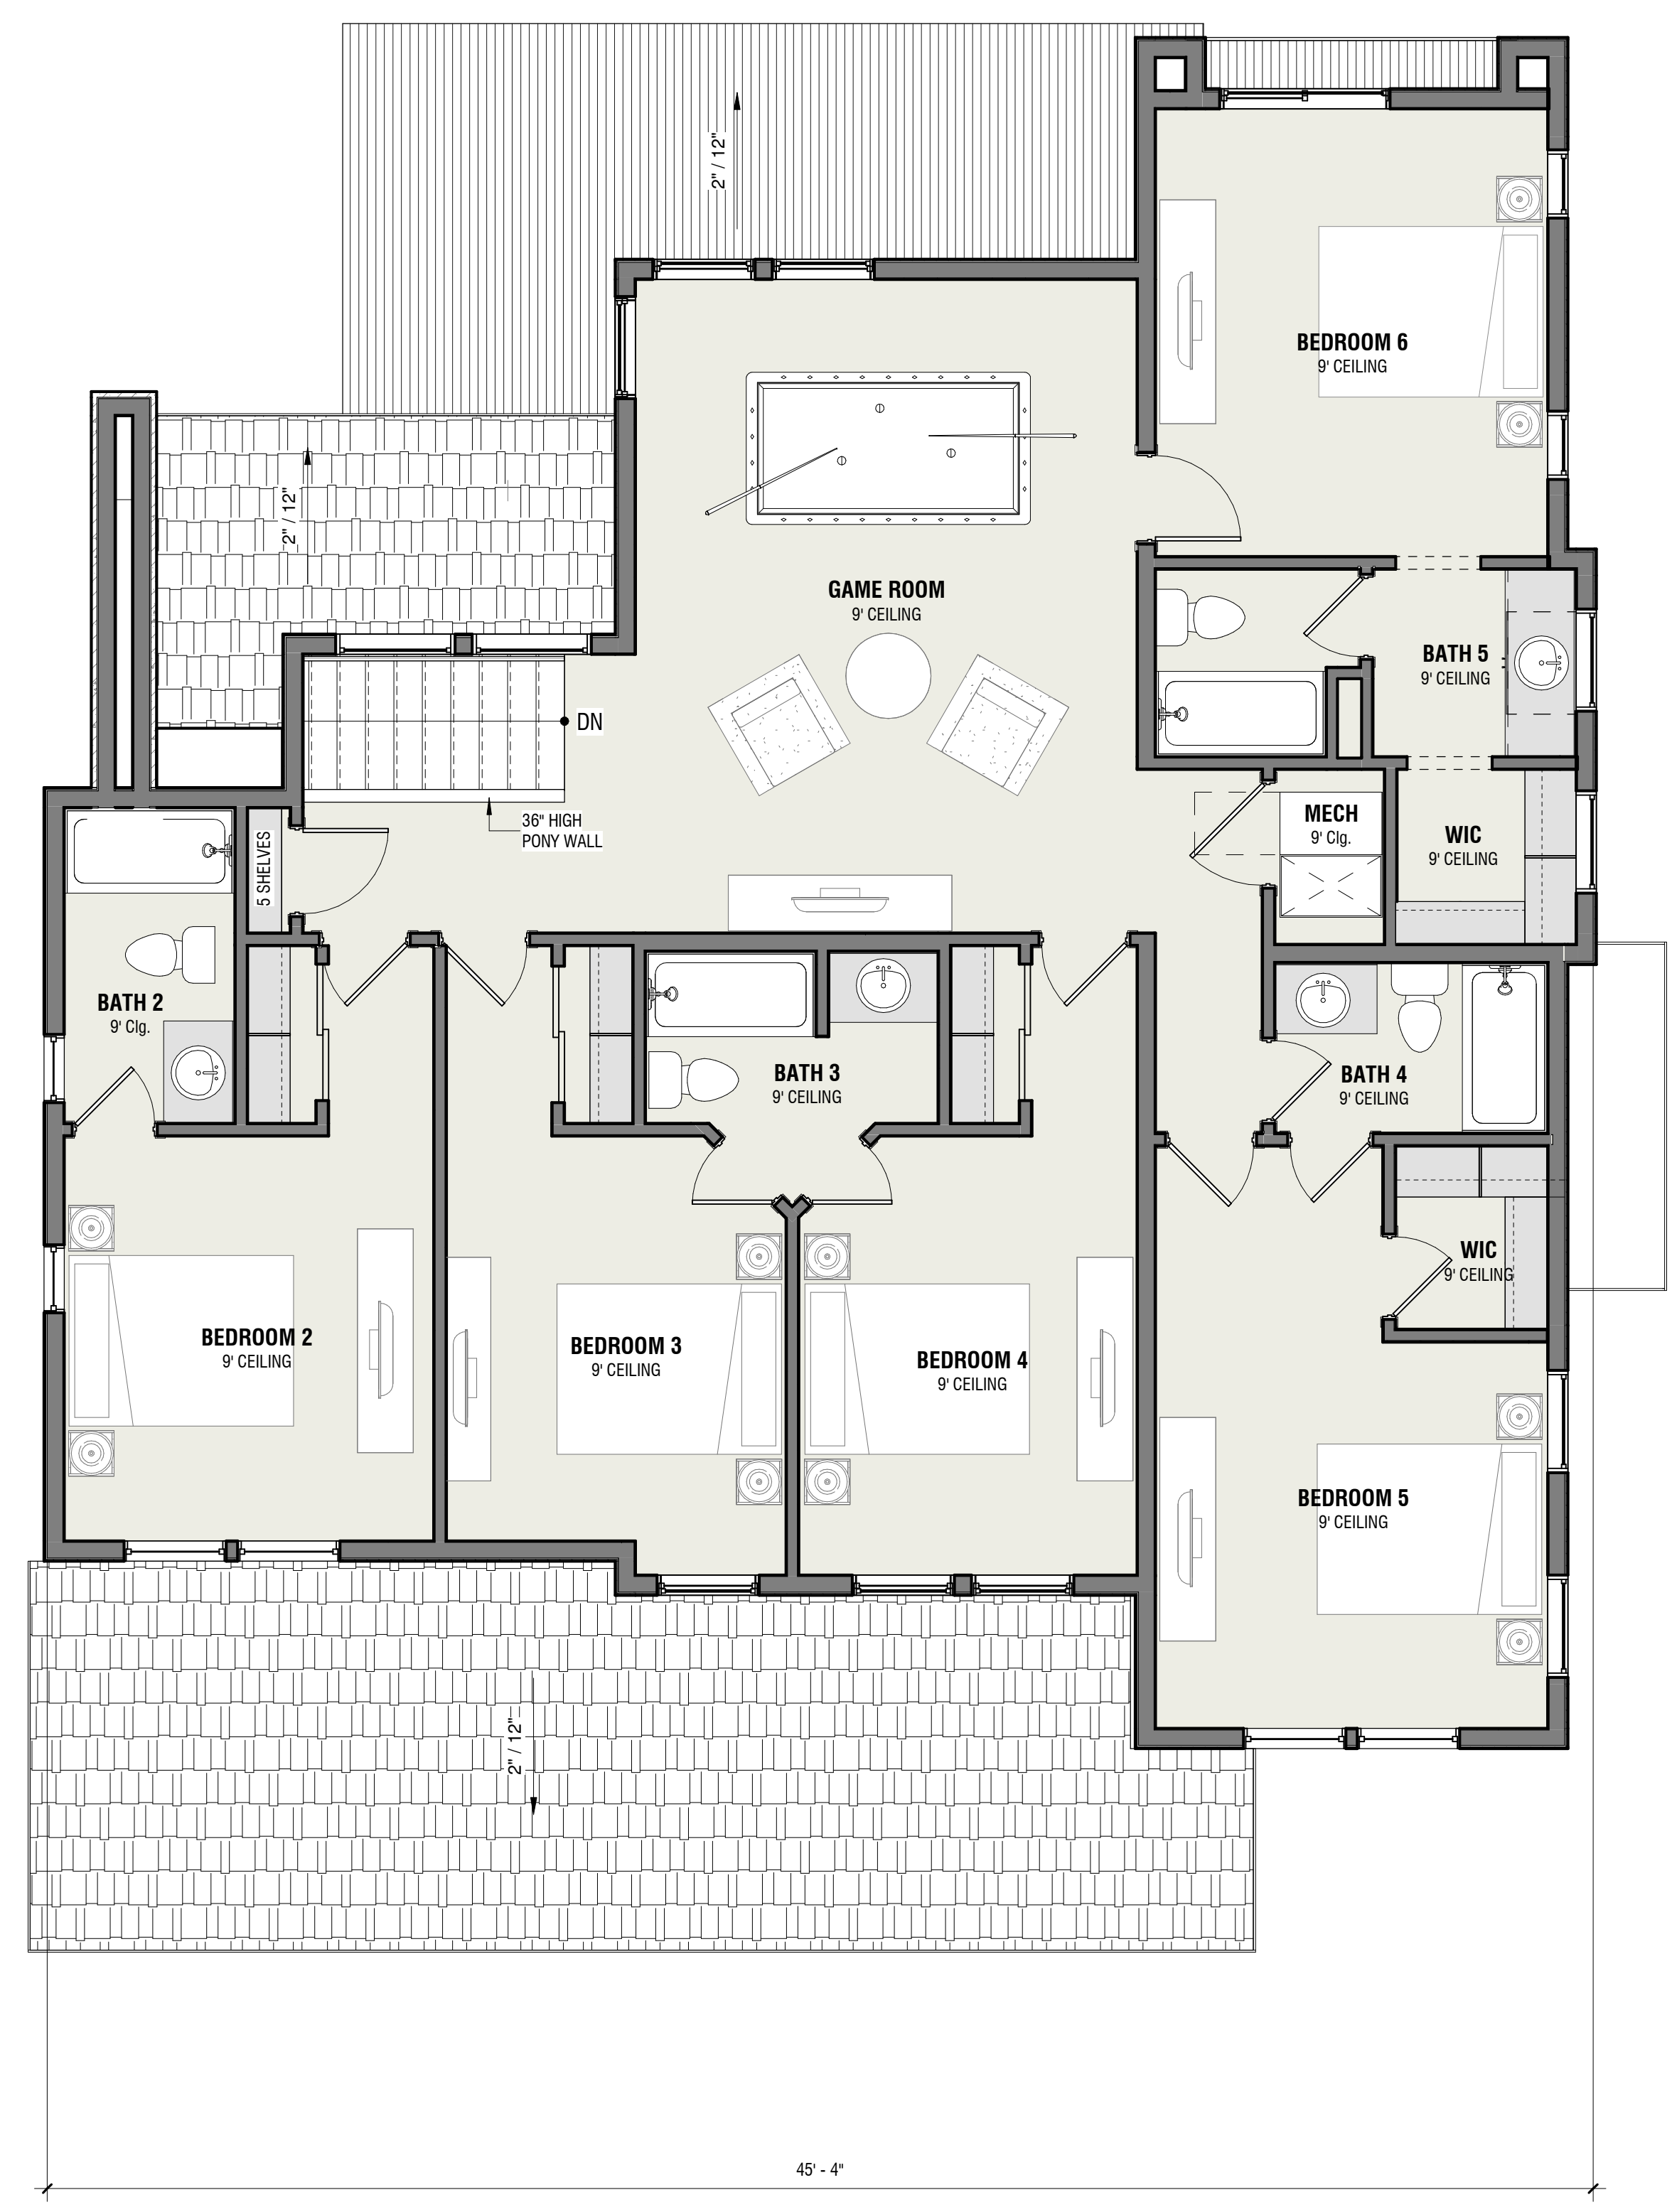 2" / 12"
BEDROOM 6
9' CEILING
2" / 12"
GAME ROOM
9' CEILING
BATH 5
9' CEILING
DN
36" HIGH
PONY WALL
MECH
9' Clg.
WIC
9' CEILING
5 SHELVES
BATH 2
9' Clg.
BATH 3
9' CEILING
BATH 4
9' CEILING
WIC
9' CEILING
BEDROOM 2
9' CEILING
BEDROOM 3
9' CEILING
BEDROOM 4
9' CEILING
BEDROOM 5
9' CEILING
2" / 12"
45' - 4"